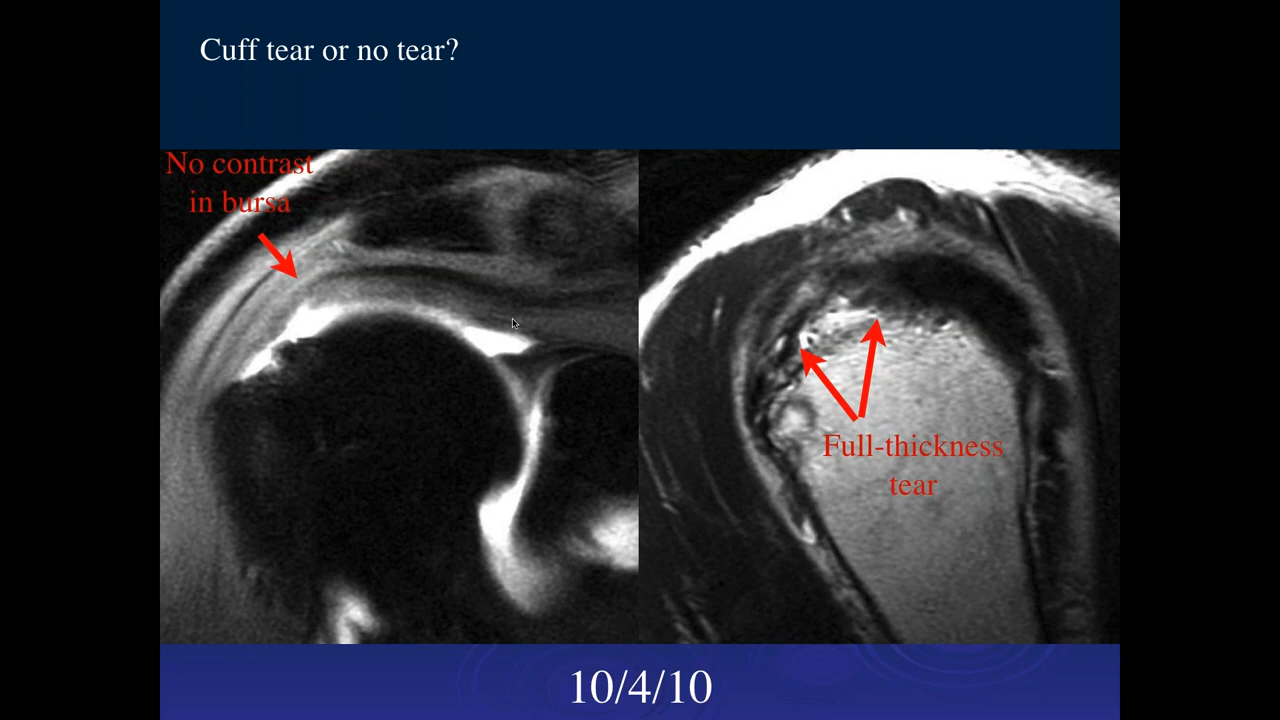 Cuff tear or no tear?
No contrast
in bursa
Full-thickness
tear
10/4/10